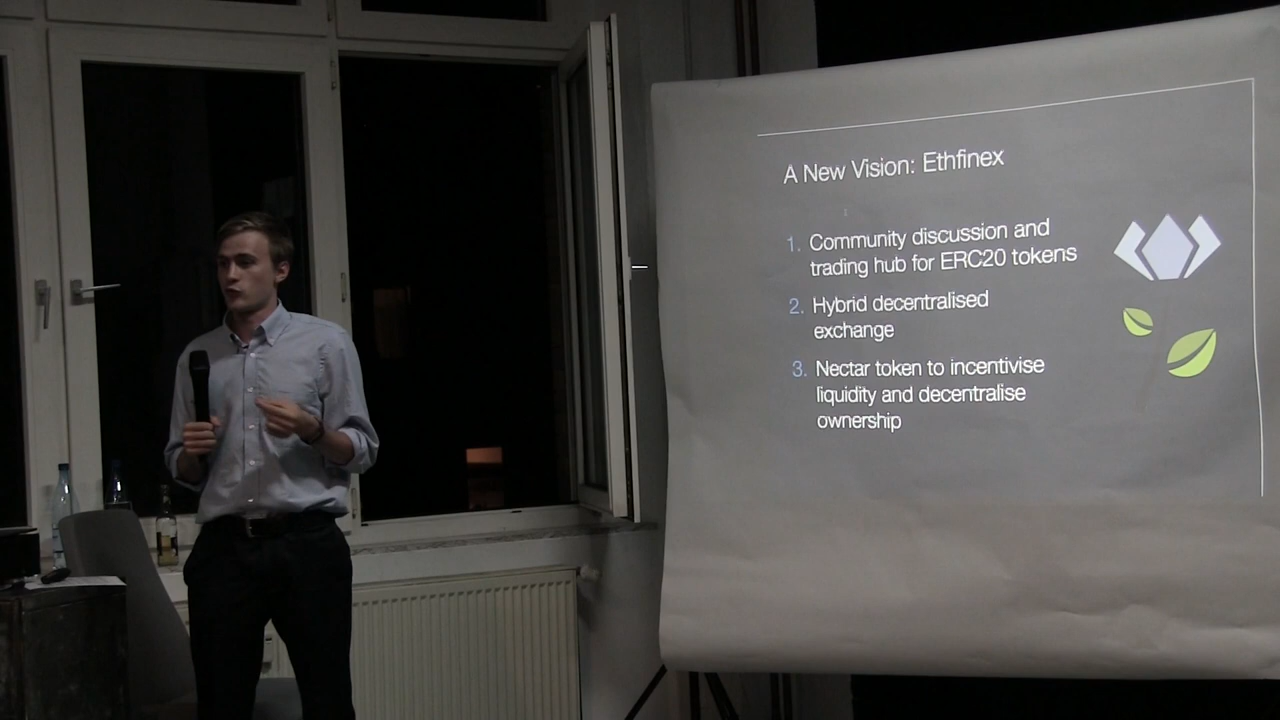 A New Vision: Ethfinex
1. Community discussion and
trading hub for ERC20 tokens
2. Hybrid decentralised
exchange
3. Nectar token to incentivise
liquidity and decentralise
ownership